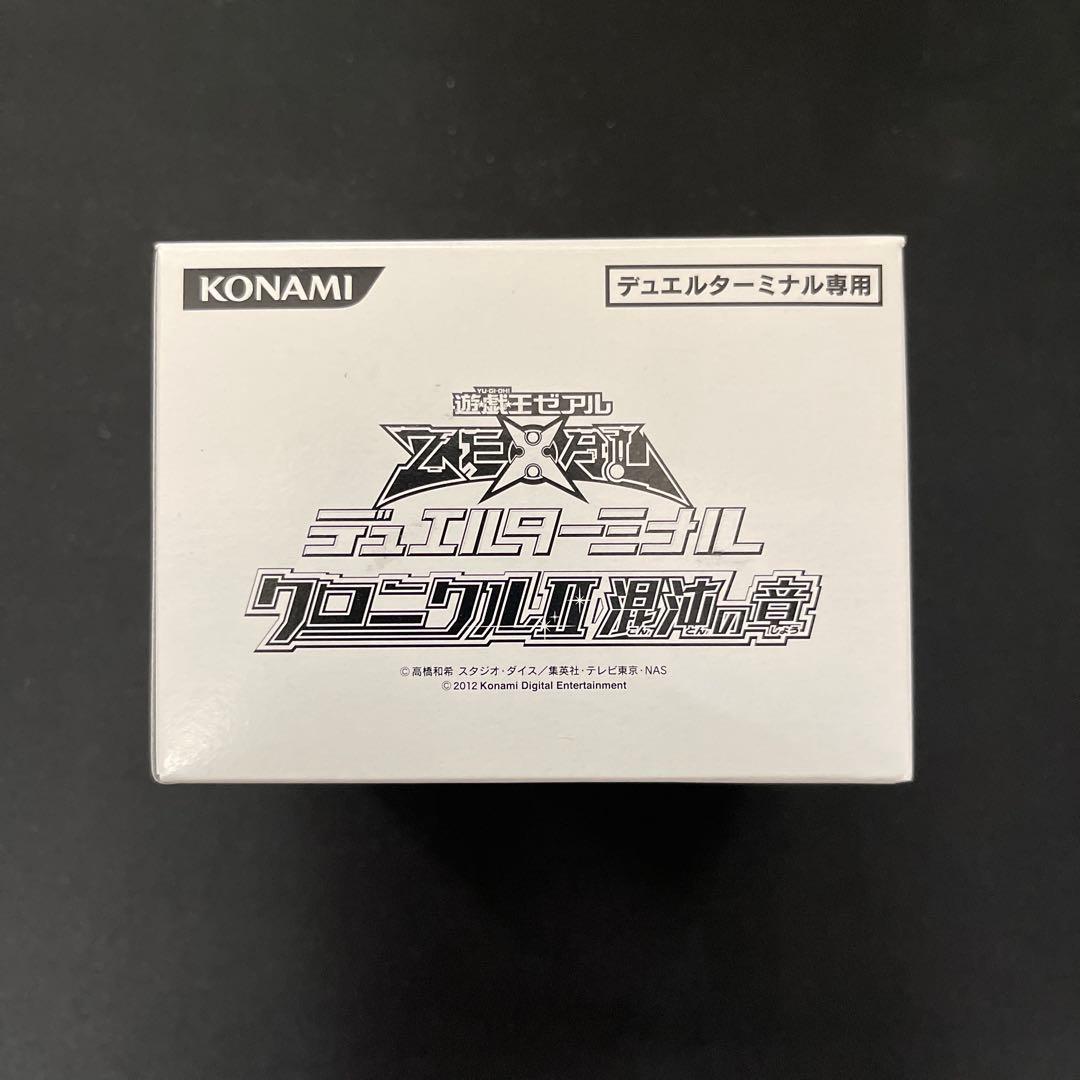 KONAMI
デュエルターミナル専用
YU-GI-OH!
遊戯王ゼアル
ZEXAL
デュエルターミナル
クロニクルⅡ 混沌の章
こん とん しょう
©高橋和希 スタジオ・ダイス／集英社・テレビ東京・NAS
©2012 Konami Digital Entertainment